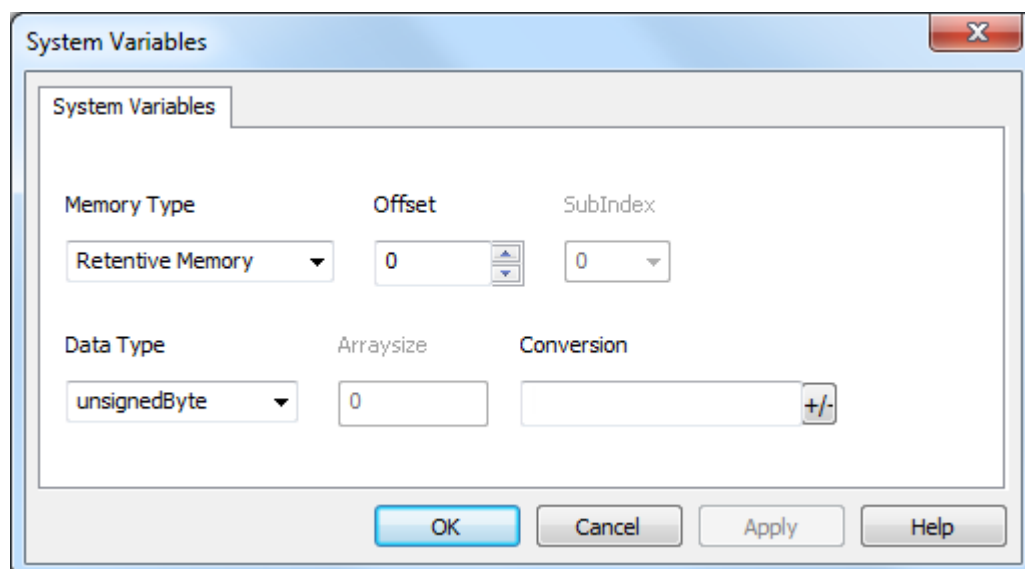 System Variables
System Variables
Memory Type Offset SubIndex
Retentive Memory 0 0
Data Type Arraysize Conversion
unsignedByte 0 +/-
OK Cancel Apply Help